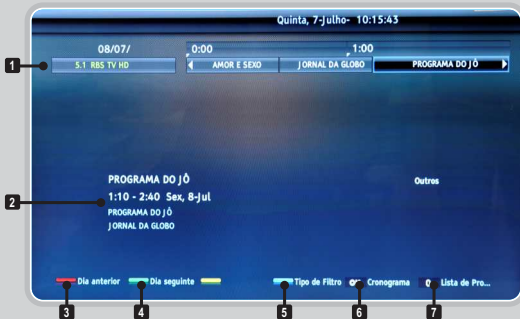 Quinta, 7-Julho- 10:15:43
08/07/ 0:00 1:00
1 5.1 RBS TV HD AMOR E SEXO JORNAL DA GLOBO PROGRAMA DO JÔ
PROGRAMA DO JÔ Outros
2 1:10 - 2:40 Sex, 8-Jul
PROGRAMA DO JÔ
JORNAL DA GLOBO
Dia anterior Dia seguinte Tipo de Filtro Cronograma Lista de Pro...
3 4 5 6 7